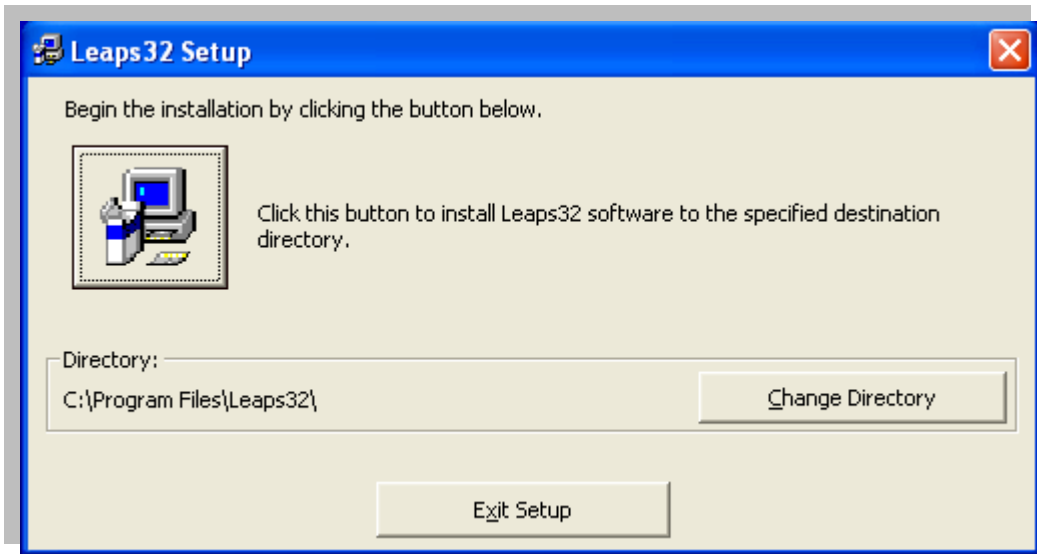 Leaps32 Setup
Begin the installation by clicking the button below.
Click this button to install Leaps32 software to the specified destination
directory.
Directory:
C:\Program Files\Leaps32\
Change Directory
Exit Setup